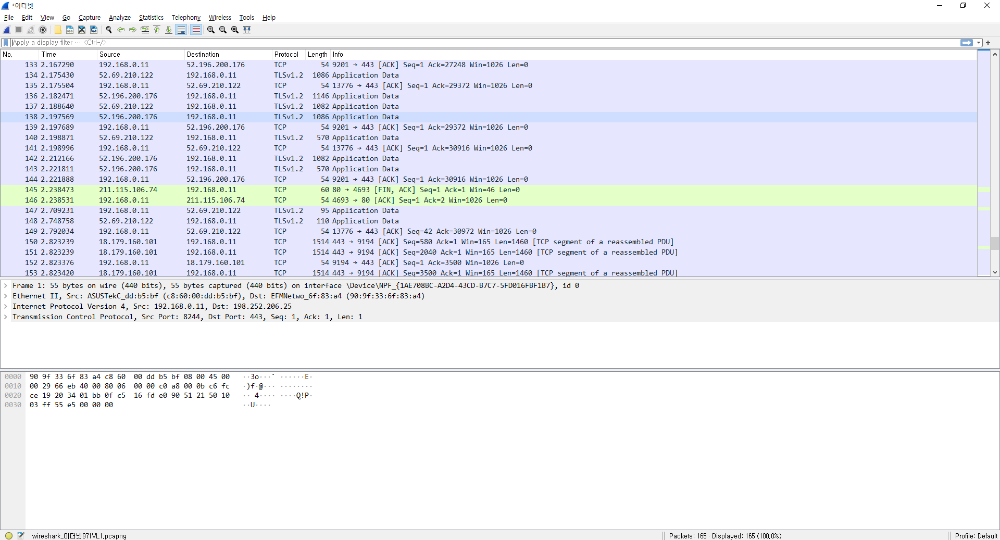 *이더넷
File Edit View Go Capture Analyze Statistics Telephony Wireless Tools Help
Apply a display filter ... <Ctrl-/>
No. Time Source Destination Protocol Length Info
133 2.167290 192.168.0.11 52.196.200.176 TCP 54 9201 → 443 [ACK] Seq=1 Ack=27248 Win=1026 Len=0
134 2.175430 52.69.210.122 192.168.0.11 TLSv1.2 1086 Application Data
135 2.175504 192.168.0.11 52.69.210.122 TCP 54 13776 → 443 [ACK] Seq=1 Ack=29372 Win=1026 Len=0
136 2.182471 52.196.200.176 192.168.0.11 TLSv1.2 1146 Application Data
137 2.188640 52.69.210.122 192.168.0.11 TLSv1.2 1082 Application Data
138 2.197569 52.196.200.176 192.168.0.11 TLSv1.2 1086 Application Data
139 2.197689 192.168.0.11 52.196.200.176 TCP 54 9201 → 443 [ACK] Seq=1 Ack=29372 Win=1026 Len=0
140 2.198871 52.69.210.122 192.168.0.11 TLSv1.2 570 Application Data
141 2.198996 192.168.0.11 52.69.210.122 TCP 54 13776 → 443 [ACK] Seq=1 Ack=30916 Win=1026 Len=0
142 2.212166 52.196.200.176 192.168.0.11 TLSv1.2 1082 Application Data
143 2.221811 52.196.200.176 192.168.0.11 TLSv1.2 570 Application Data
144 2.221888 192.168.0.11 52.196.200.176 TCP 54 9201 → 443 [ACK] Seq=1 Ack=30916 Win=1026 Len=0
145 2.238473 211.115.106.74 192.168.0.11 TCP 60 80 → 4693 [FIN, ACK] Seq=1 Ack=1 Win=46 Len=0
146 2.238531 192.168.0.11 211.115.106.74 TCP 54 4693 → 80 [ACK] Seq=1 Ack=2 Win=1026 Len=0
147 2.709231 192.168.0.11 52.69.210.122 TLSv1.2 95 Application Data
148 2.748758 52.69.210.122 192.168.0.11 TLSv1.2 110 Application Data
149 2.792034 192.168.0.11 52.69.210.122 TCP 54 13776 → 443 [ACK] Seq=42 Ack=30972 Win=1026 Len=0
150 2.823239 18.179.160.101 192.168.0.11 TCP 1514 443 → 9194 [ACK] Seq=580 Ack=1 Win=165 Len=1460 [TCP segment of a reassembled PDU]
151 2.823239 18.179.160.101 192.168.0.11 TCP 1514 443 → 9194 [ACK] Seq=2040 Ack=1 Win=165 Len=1460 [TCP segment of a reassembled PDU]
152 2.823376 192.168.0.11 18.179.160.101 TCP 54 9194 → 443 [ACK] Seq=1 Ack=3500 Win=1026 Len=0
153 2.823420 18.179.160.101 192.168.0.11 TCP 1514 443 → 9194 [ACK] Seq=3500 Ack=1 Win=165 Len=1460 [TCP segment of a reassembled PDU]
Frame 1: 55 bytes on wire (440 bits), 55 bytes captured (440 bits) on interface \Device\NPF_{1AE708BC-A2D4-43CD-B7C7-5FD016FBF1B7}, id 0
Ethernet II, Src: ASUSTekC_dd:b5:bf (c8:60:00:dd:b5:bf), Dst: EFMNetwo_6f:83:a4 (90:9f:33:6f:83:a4)
Internet Protocol Version 4, Src: 192.168.0.11, Dst: 198.252.206.25
Transmission Control Protocol, Src Port: 8244, Dst Port: 443, Seq: 1, Ack: 1, Len: 1
0000 90 9f 33 6f 83 a4 c8 60 00 dd b5 bf 08 00 45 00 ··3o···` ······E·
0010 00 29 66 eb 40 00 80 06 00 00 c0 a8 00 0b c6 fc ·)f·@··· ········
0020 ce 19 20 34 01 bb 0f c5 16 fd e0 90 51 21 50 10 ·· 4···· ····Q!P·
0030 03 ff 55 e5 00 00 00 ··U····
wireshark_이더넷971VL1.pcapng Packets: 165 · Displayed: 165 (100.0%) Profile: Default